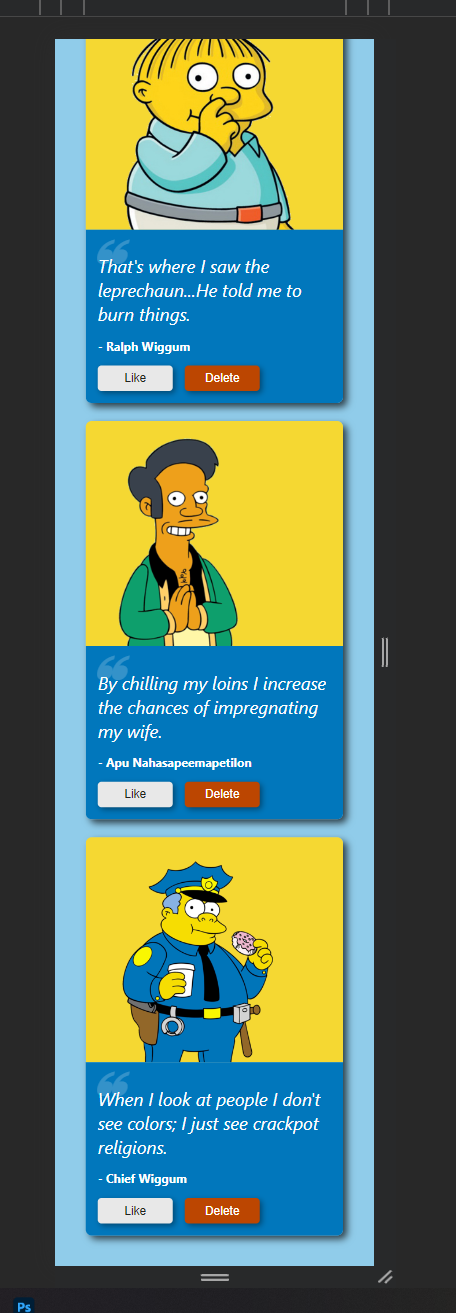 That's where I saw the
leprechaun...He told me to
burn things.
- Ralph Wiggum
Like Delete
By chilling my loins I increase
the chances of impregnating
my wife.
- Apu Nahasapeemapetilon
Like Delete
When I look at people I don't
see colors; I just see crackpot
religions.
- Chief Wiggum
Like Delete
Ps